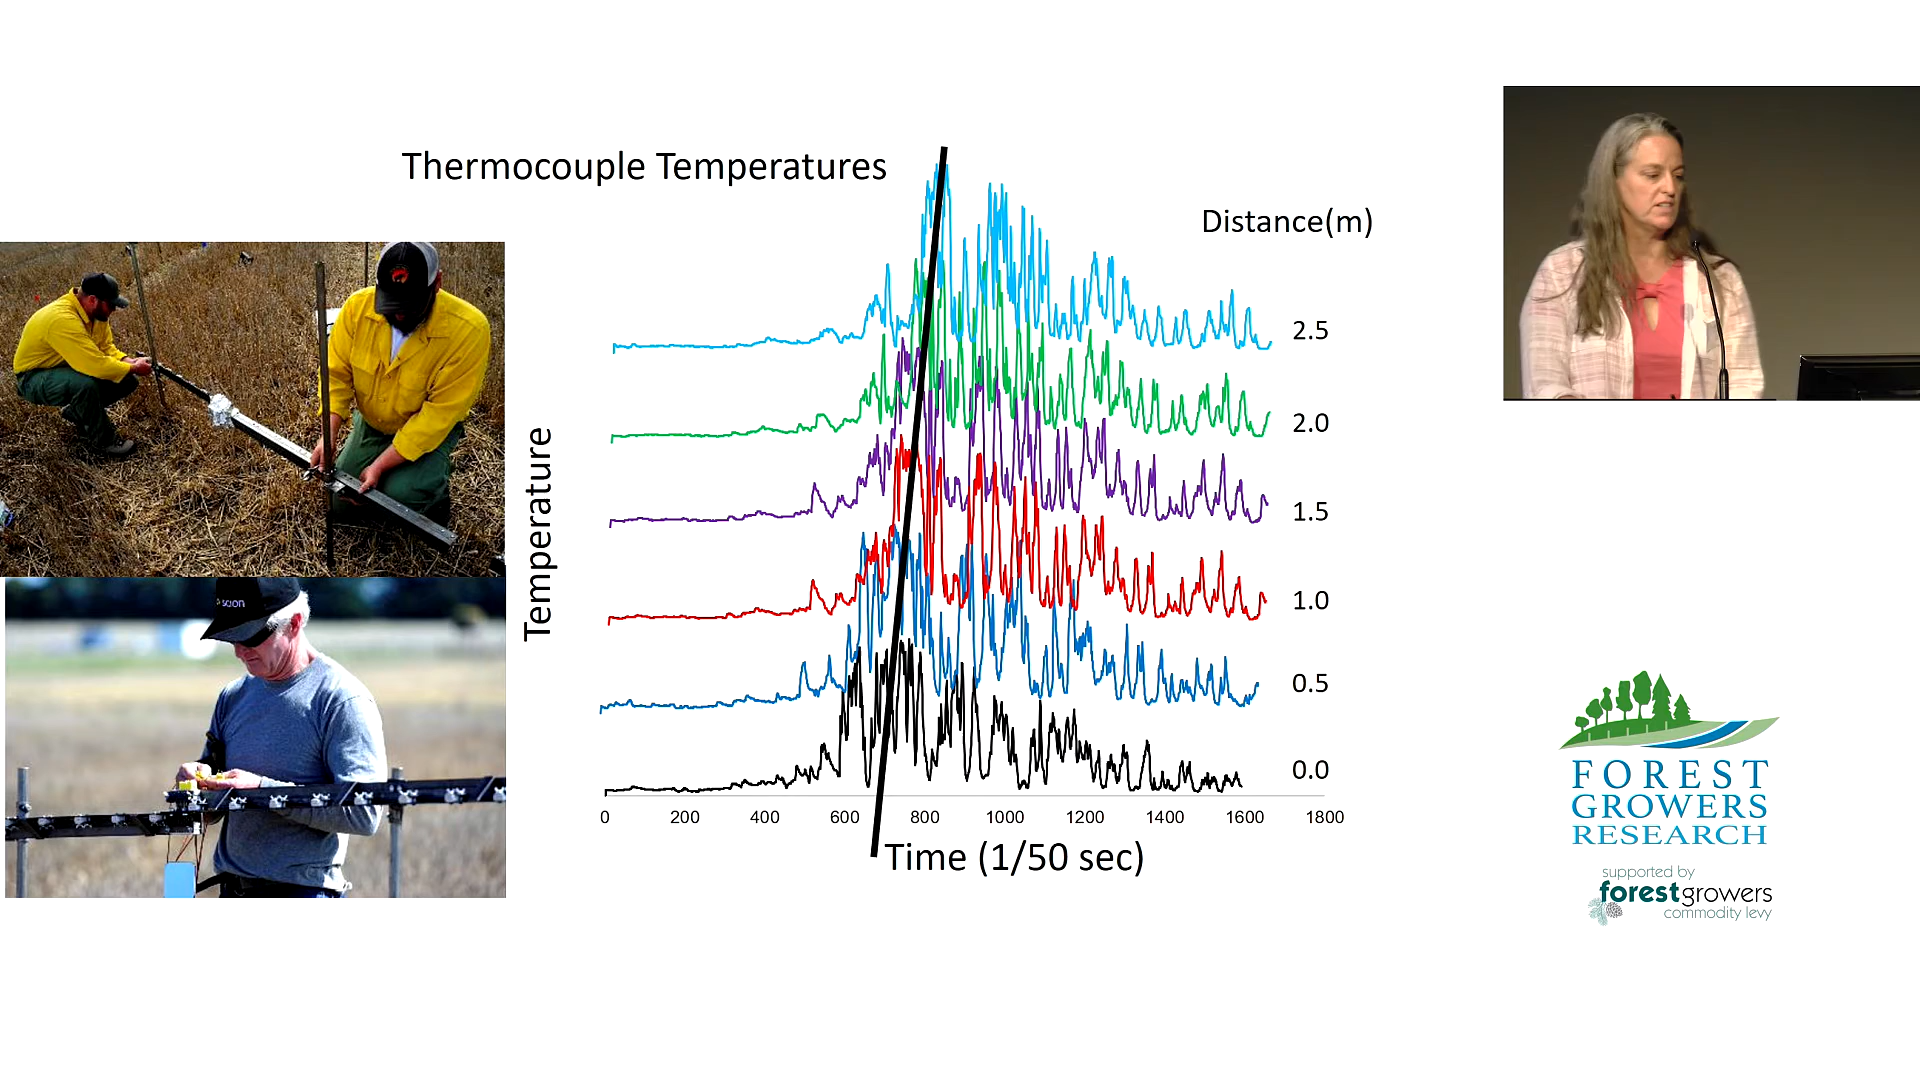 Thermocouple Temperatures
Distance(m)
Temperature
2.5
2.0
1.5
1.0
0.5
0.0
0 200 400 600 800 1000 1200 1400 1600 1800
Time (1/50 sec)
scion
FOREST
GROWERS
RESEARCH
supported by
forestgrowers
commodity levy